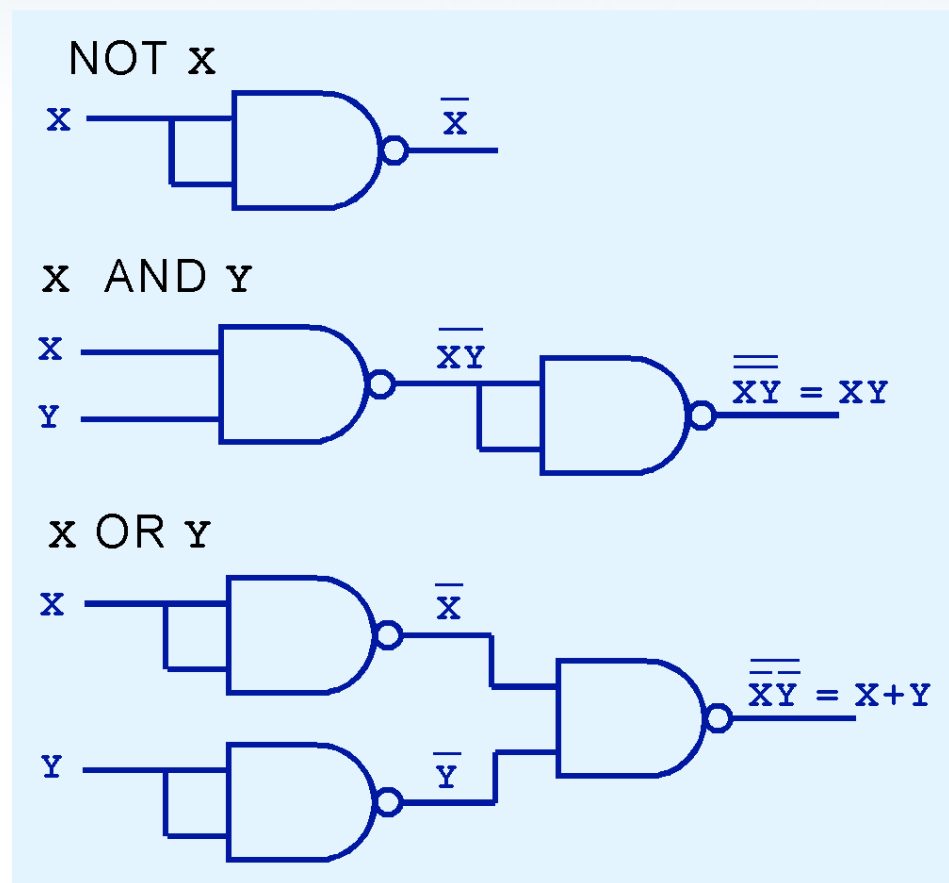 NOT X
X
X̅
X AND Y
X
Y
X̅Y̅
X̿Y̿ = XY
X OR Y
X
X̅
Y
Y̅
X̿Y̿ = X+Y